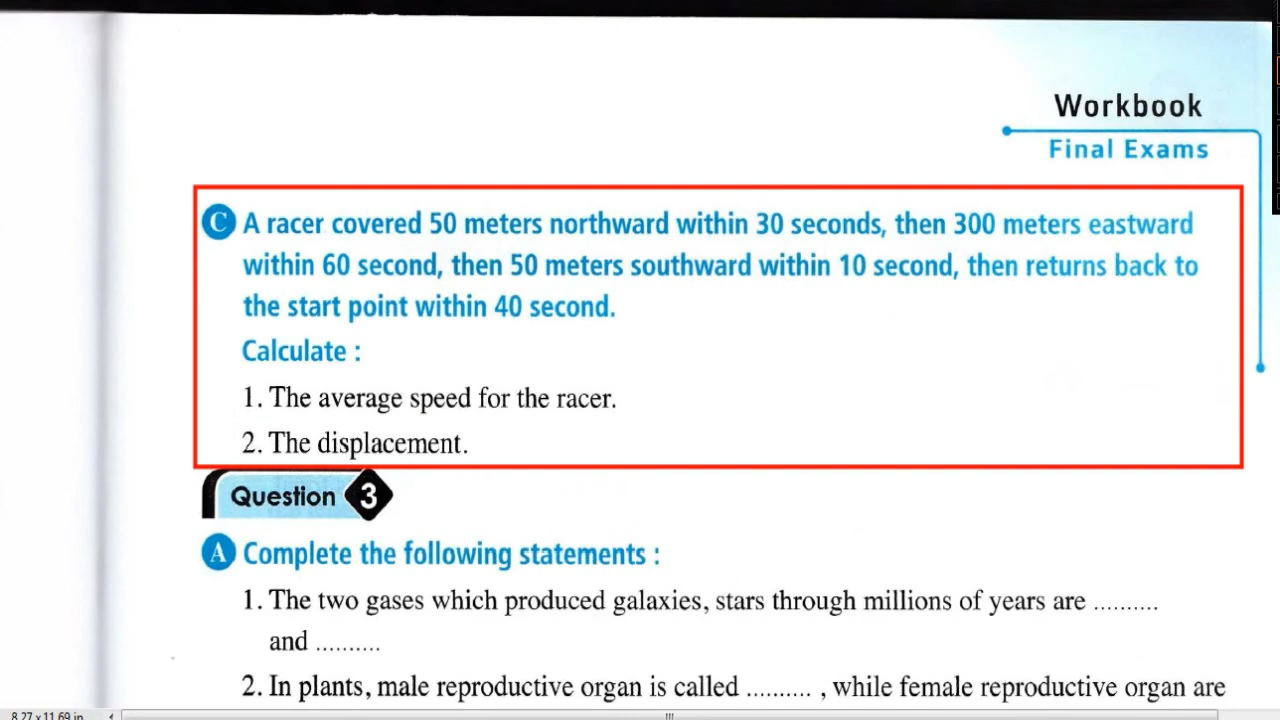 Workbook
Final Exams
C A racer covered 50 meters northward within 30 seconds, then 300 meters eastward
within 60 second, then 50 meters southward within 10 second, then returns back to
the start point within 40 second.
Calculate :
1. The average speed for the racer.
2. The displacement.
Question 3
A Complete the following statements :
1. The two gases which produced galaxies, stars through millions of years are ..........
and ..........
2. In plants, male reproductive organ is called .......... , while female reproductive organ are
8.27 x 11.69 in